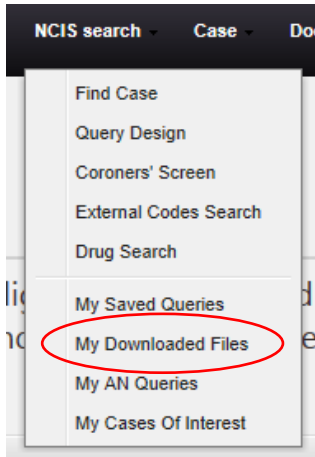 NCIS search Case Do
Find Case
Query Design
Coroners' Screen
External Codes Search
Drug Search
My Saved Queries
My Downloaded Files
My AN Queries
My Cases Of Interest